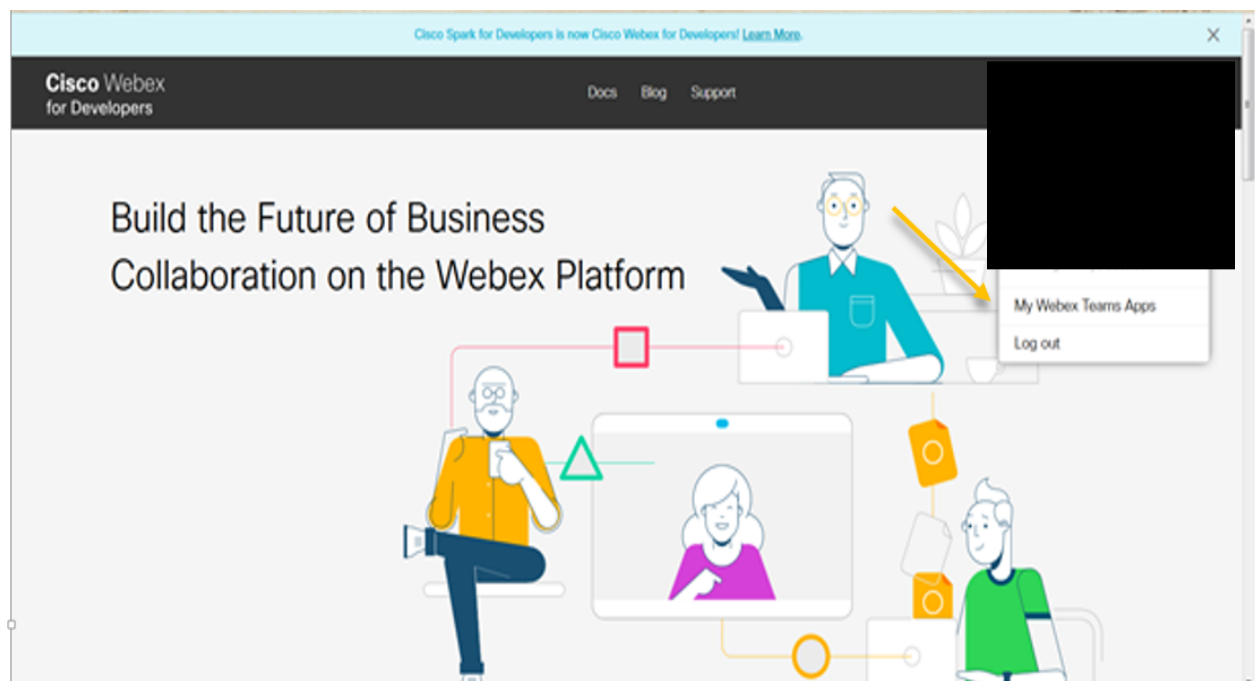 Cisco Spark for Developers is now Cisco Webex for Developers! Learn More.
Cisco Webex
for Developers
Docs Blog Support
Build the Future of Business
Collaboration on the Webex Platform
My Webex Teams Apps
Log out